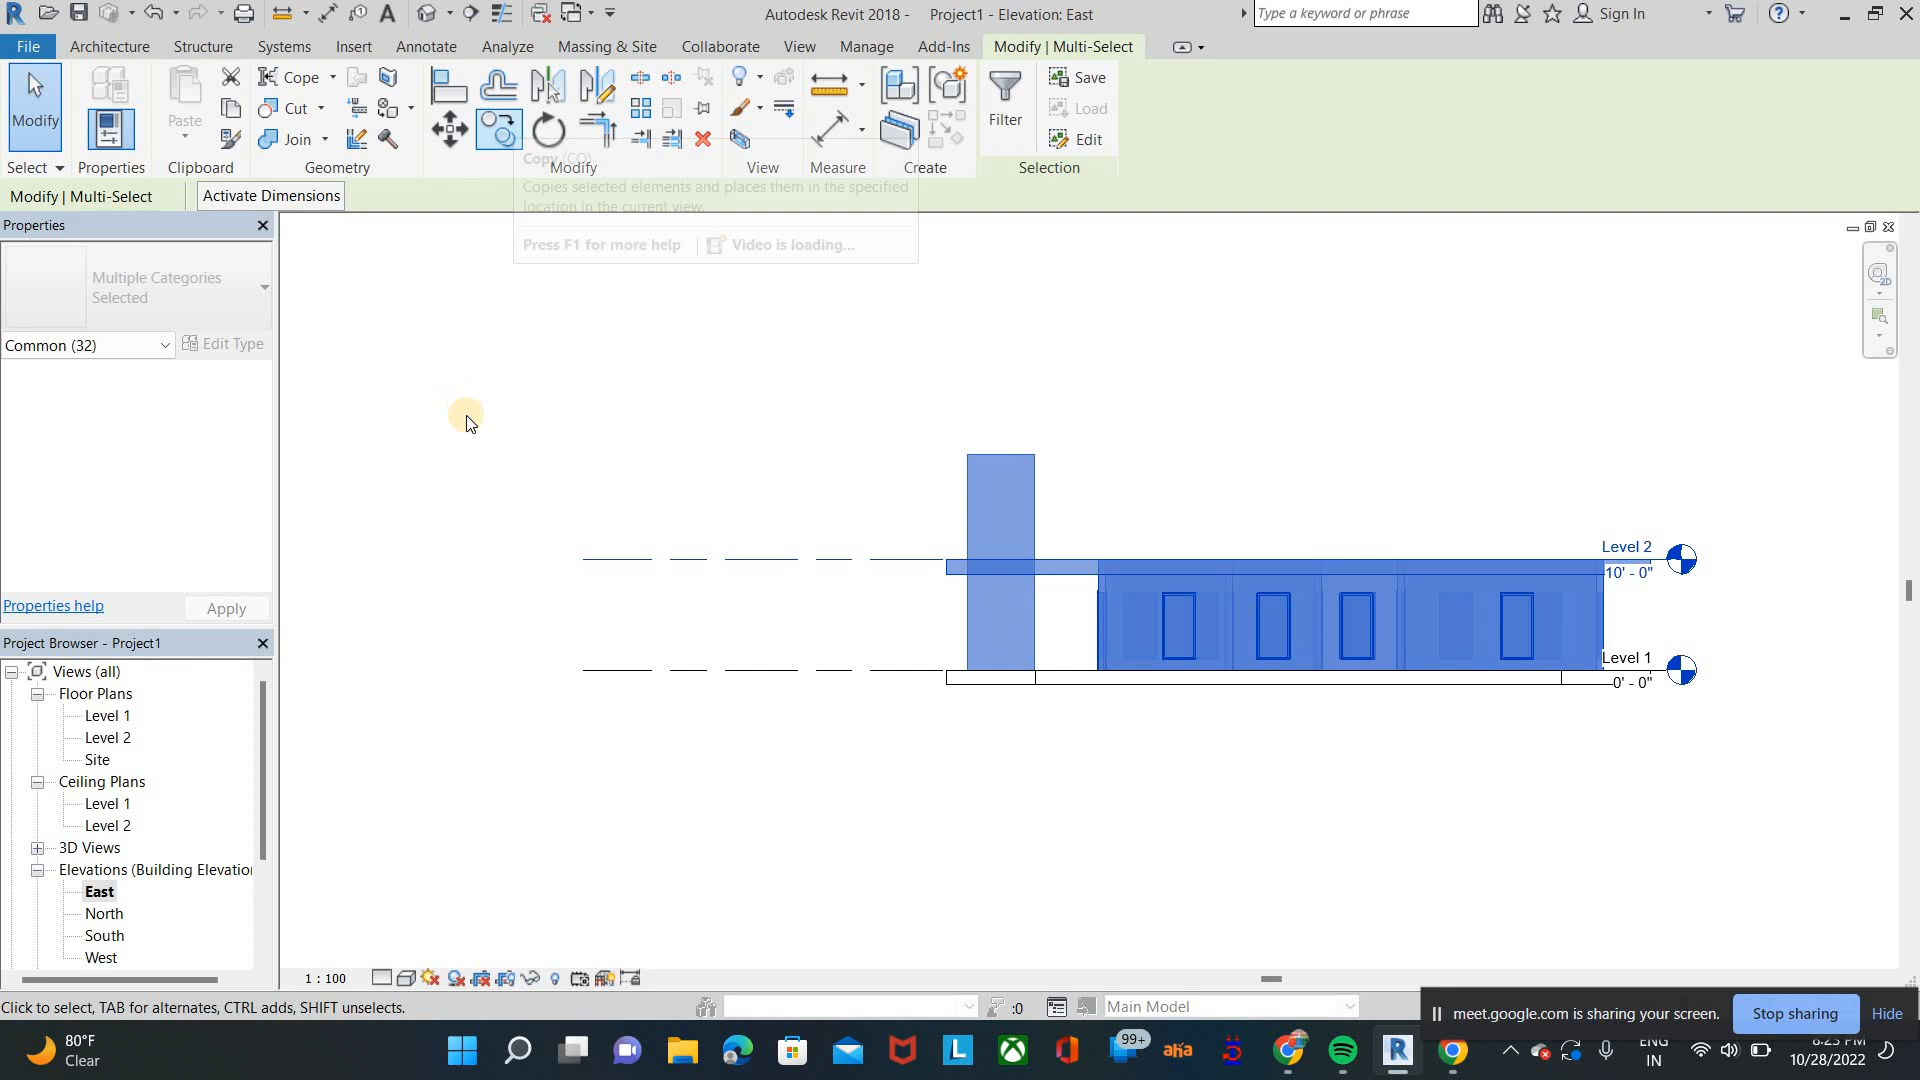 Autodesk Revit 2018 - Project1 - Elevation: East
Type a keyword or phrase
Sign In
File Architecture Structure Systems Insert Annotate Analyze Massing & Site Collaborate View Manage Add-Ins Modify | Multi-Select
Modify
Paste
Cope
Cut
Join
Filter
Save
Load
Edit
Select Properties Clipboard Geometry Modify View Measure Create Selection
Copy (CO)
Copies selected elements and places them in the specified
location in the current view.
Press F1 for more help Video is loading...
Modify | Multi-Select Activate Dimensions
Properties
Multiple Categories
Selected
Common (32) Edit Type
Properties help Apply
Project Browser - Project1
Views (all)
Floor Plans
Level 1
Level 2
Site
Ceiling Plans
Level 1
Level 2
3D Views
Elevations (Building Elevation
East
North
South
West
2D
Level 2
10' - 0"
Level 1
0' - 0"
1 : 100
Click to select, TAB for alternates, CTRL adds, SHIFT unselects.
:0
Main Model
meet.google.com is sharing your screen. Stop sharing Hide
80°F
Clear
99+
aha
ENG
IN
8:23 PM
10/28/2022